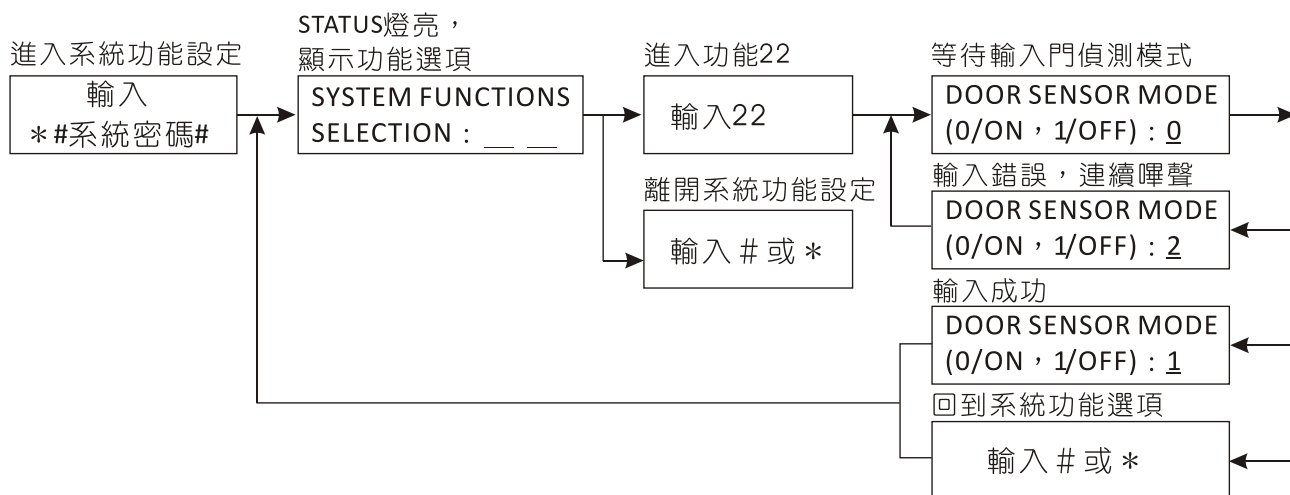 進入系統功能設定
輸入
*#系統密碼#
STATUS燈亮，
顯示功能選項
SYSTEM FUNCTIONS
SELECTION：__ __
進入功能22
輸入22
離開系統功能設定
輸入#或*
等待輸入門偵測模式
DOOR SENSOR MODE
(0/ON，1/OFF)：0
輸入錯誤，連續嗶聲
DOOR SENSOR MODE
(0/ON，1/OFF)：2
輸入成功
DOOR SENSOR MODE
(0/ON，1/OFF)：1
回到系統功能選項
輸入#或*